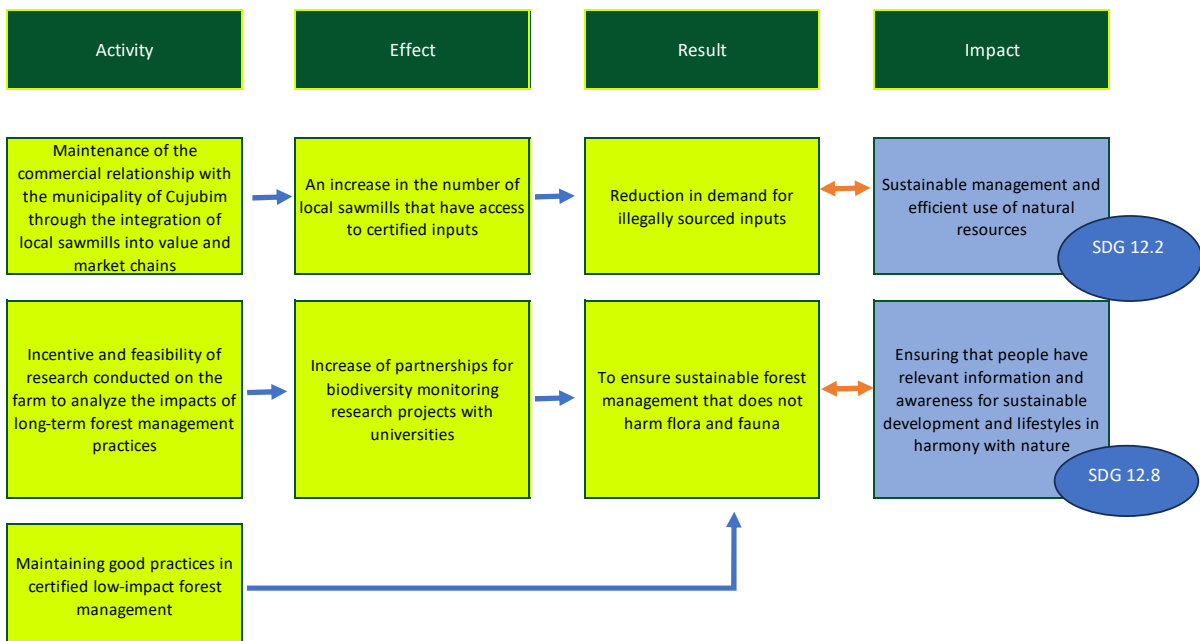 Activity
Effect
Result
Impact
Maintenance of the
commercial relationship with
the municipality of Cujubim
through the integration of
local sawmills into value and
market chains
An increase in the number of
local sawmills that have access
to certified inputs
Reduction in demand for
illegally sourced inputs
Sustainable management and
efficient use of natural
resources
SDG 12.2
Incentive and feasibility of
research conducted on the
farm to analyze the impacts of
long-term forest management
practices
Increase of partnerships for
biodiversity monitoring
research projects with
universities
To ensure sustainable forest
management that does not
harm flora and fauna
Ensuring that people have
relevant information and
awareness for sustainable
development and lifestyles in
harmony with nature
SDG 12.8
Maintaining good practices in
certified low-impact forest
management